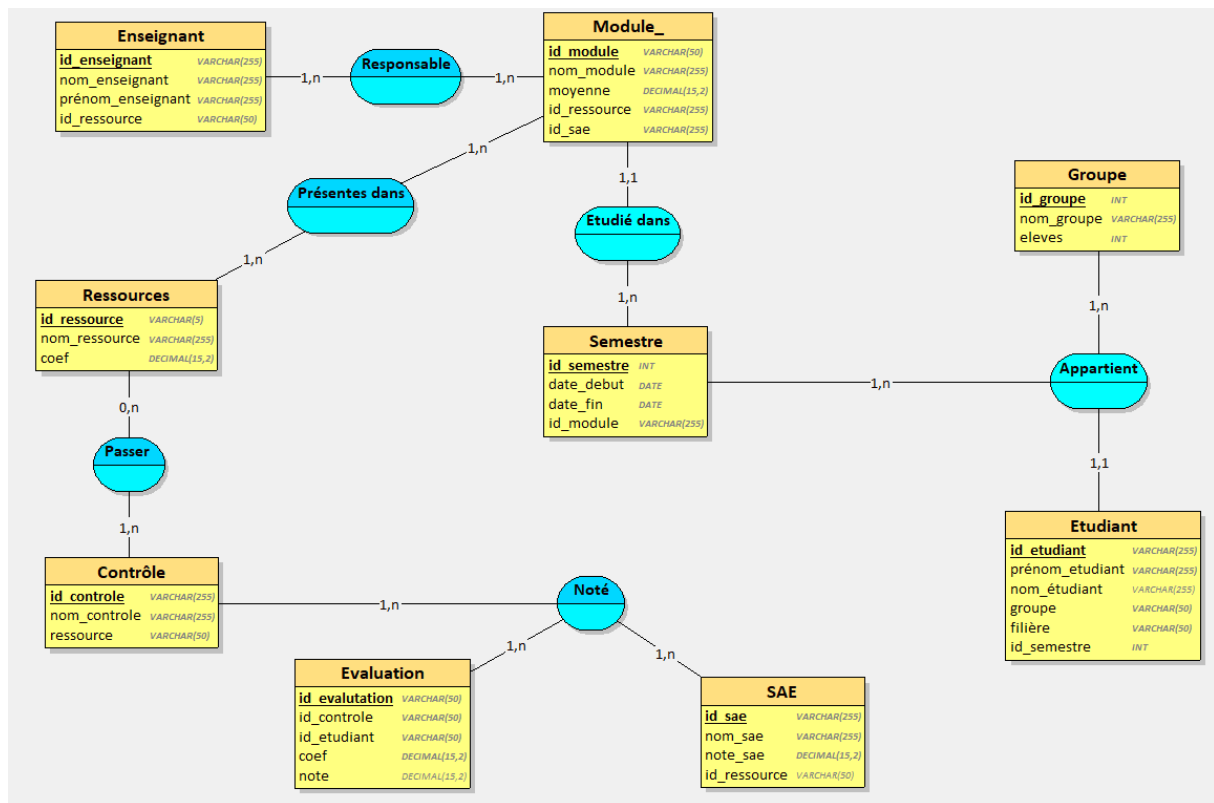 Enseignant
id_enseignant VARCHAR(255)
nom_enseignant VARCHAR(255)
prénom_enseignant VARCHAR(255)
id_ressource VARCHAR(50)
1,n
Responsable
1,n
Module_
id_module VARCHAR(50)
nom_module VARCHAR(255)
moyenne DECIMAL(15,2)
id_ressource VARCHAR(255)
id_sae VARCHAR(255)
1,n
Présentes dans
1,n
1,1
Etudié dans
1,n
Groupe
id_groupe INT
nom_groupe VARCHAR(255)
eleves INT
1,n
Ressources
id_ressource VARCHAR(5)
nom_ressource VARCHAR(255)
coef DECIMAL(15,2)
Semestre
id_semestre INT
date_debut DATE
date_fin DATE
id_module VARCHAR(255)
1,n
Appartient
1,1
0,n
Passer
1,n
Etudiant
id_etudiant VARCHAR(255)
prénom_etudiant VARCHAR(255)
nom_étudiant VARCHAR(255)
groupe VARCHAR(50)
filière VARCHAR(50)
id_semestre INT
Contrôle
id_controle VARCHAR(255)
nom_controle VARCHAR(255)
ressource VARCHAR(50)
1,n
Noté
1,n
1,n
Evaluation
id_evalutation VARCHAR(50)
id_controle VARCHAR(50)
id_etudiant VARCHAR(50)
coef DECIMAL(15,2)
note DECIMAL(15,2)
SAE
id_sae VARCHAR(255)
nom_sae VARCHAR(255)
note_sae DECIMAL(15,2)
id_ressource VARCHAR(50)